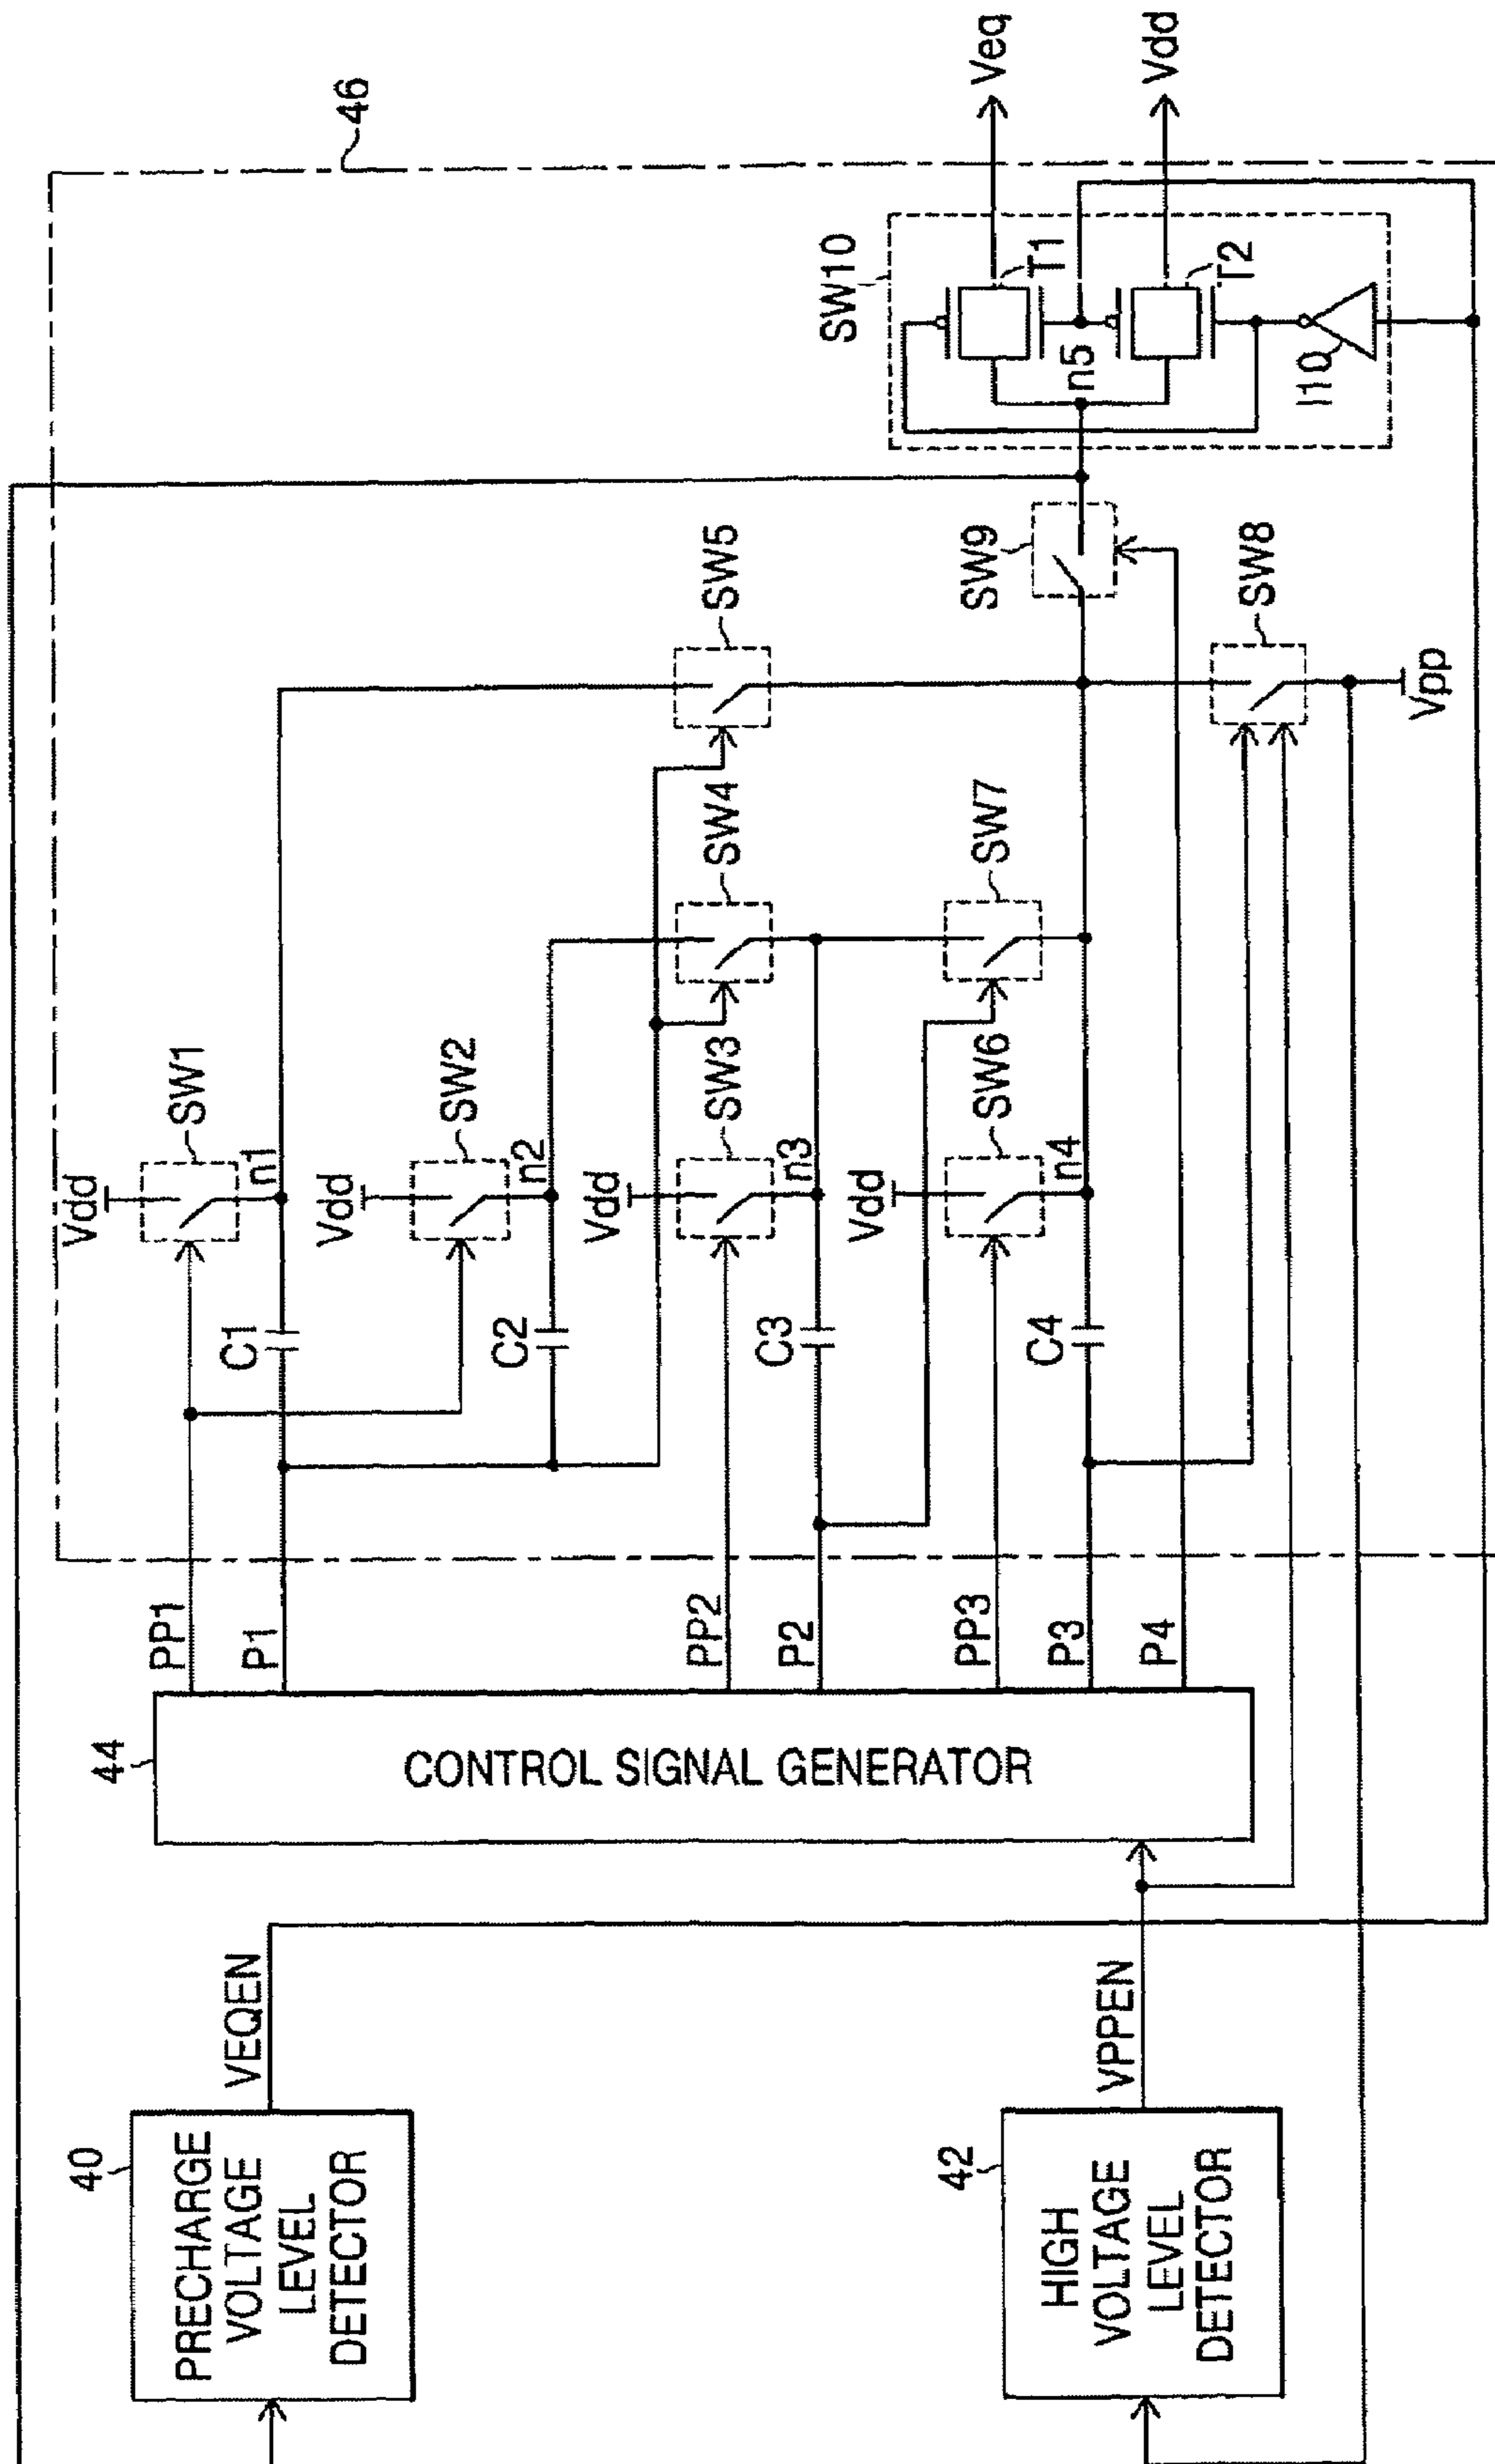 40
PRECHARGE
VOLTAGE
LEVEL
DETECTOR
VEQEN
42
HIGH
VOLTAGE
LEVEL
DETECTOR
VPPEN
44
CONTROL SIGNAL GENERATOR
PP1
P1
PP2
P2
PP3
P3
P4
46
Vdd
SW1
n1
C1
Vdd
SW2
n2
C2
Vdd
SW3
n3
C3
SW4
SW5
Vdd
SW6
n4
C4
SW7
SW8
Vpp
SW9
SW10
n5
T1
T2
I10
Veq
Vdd